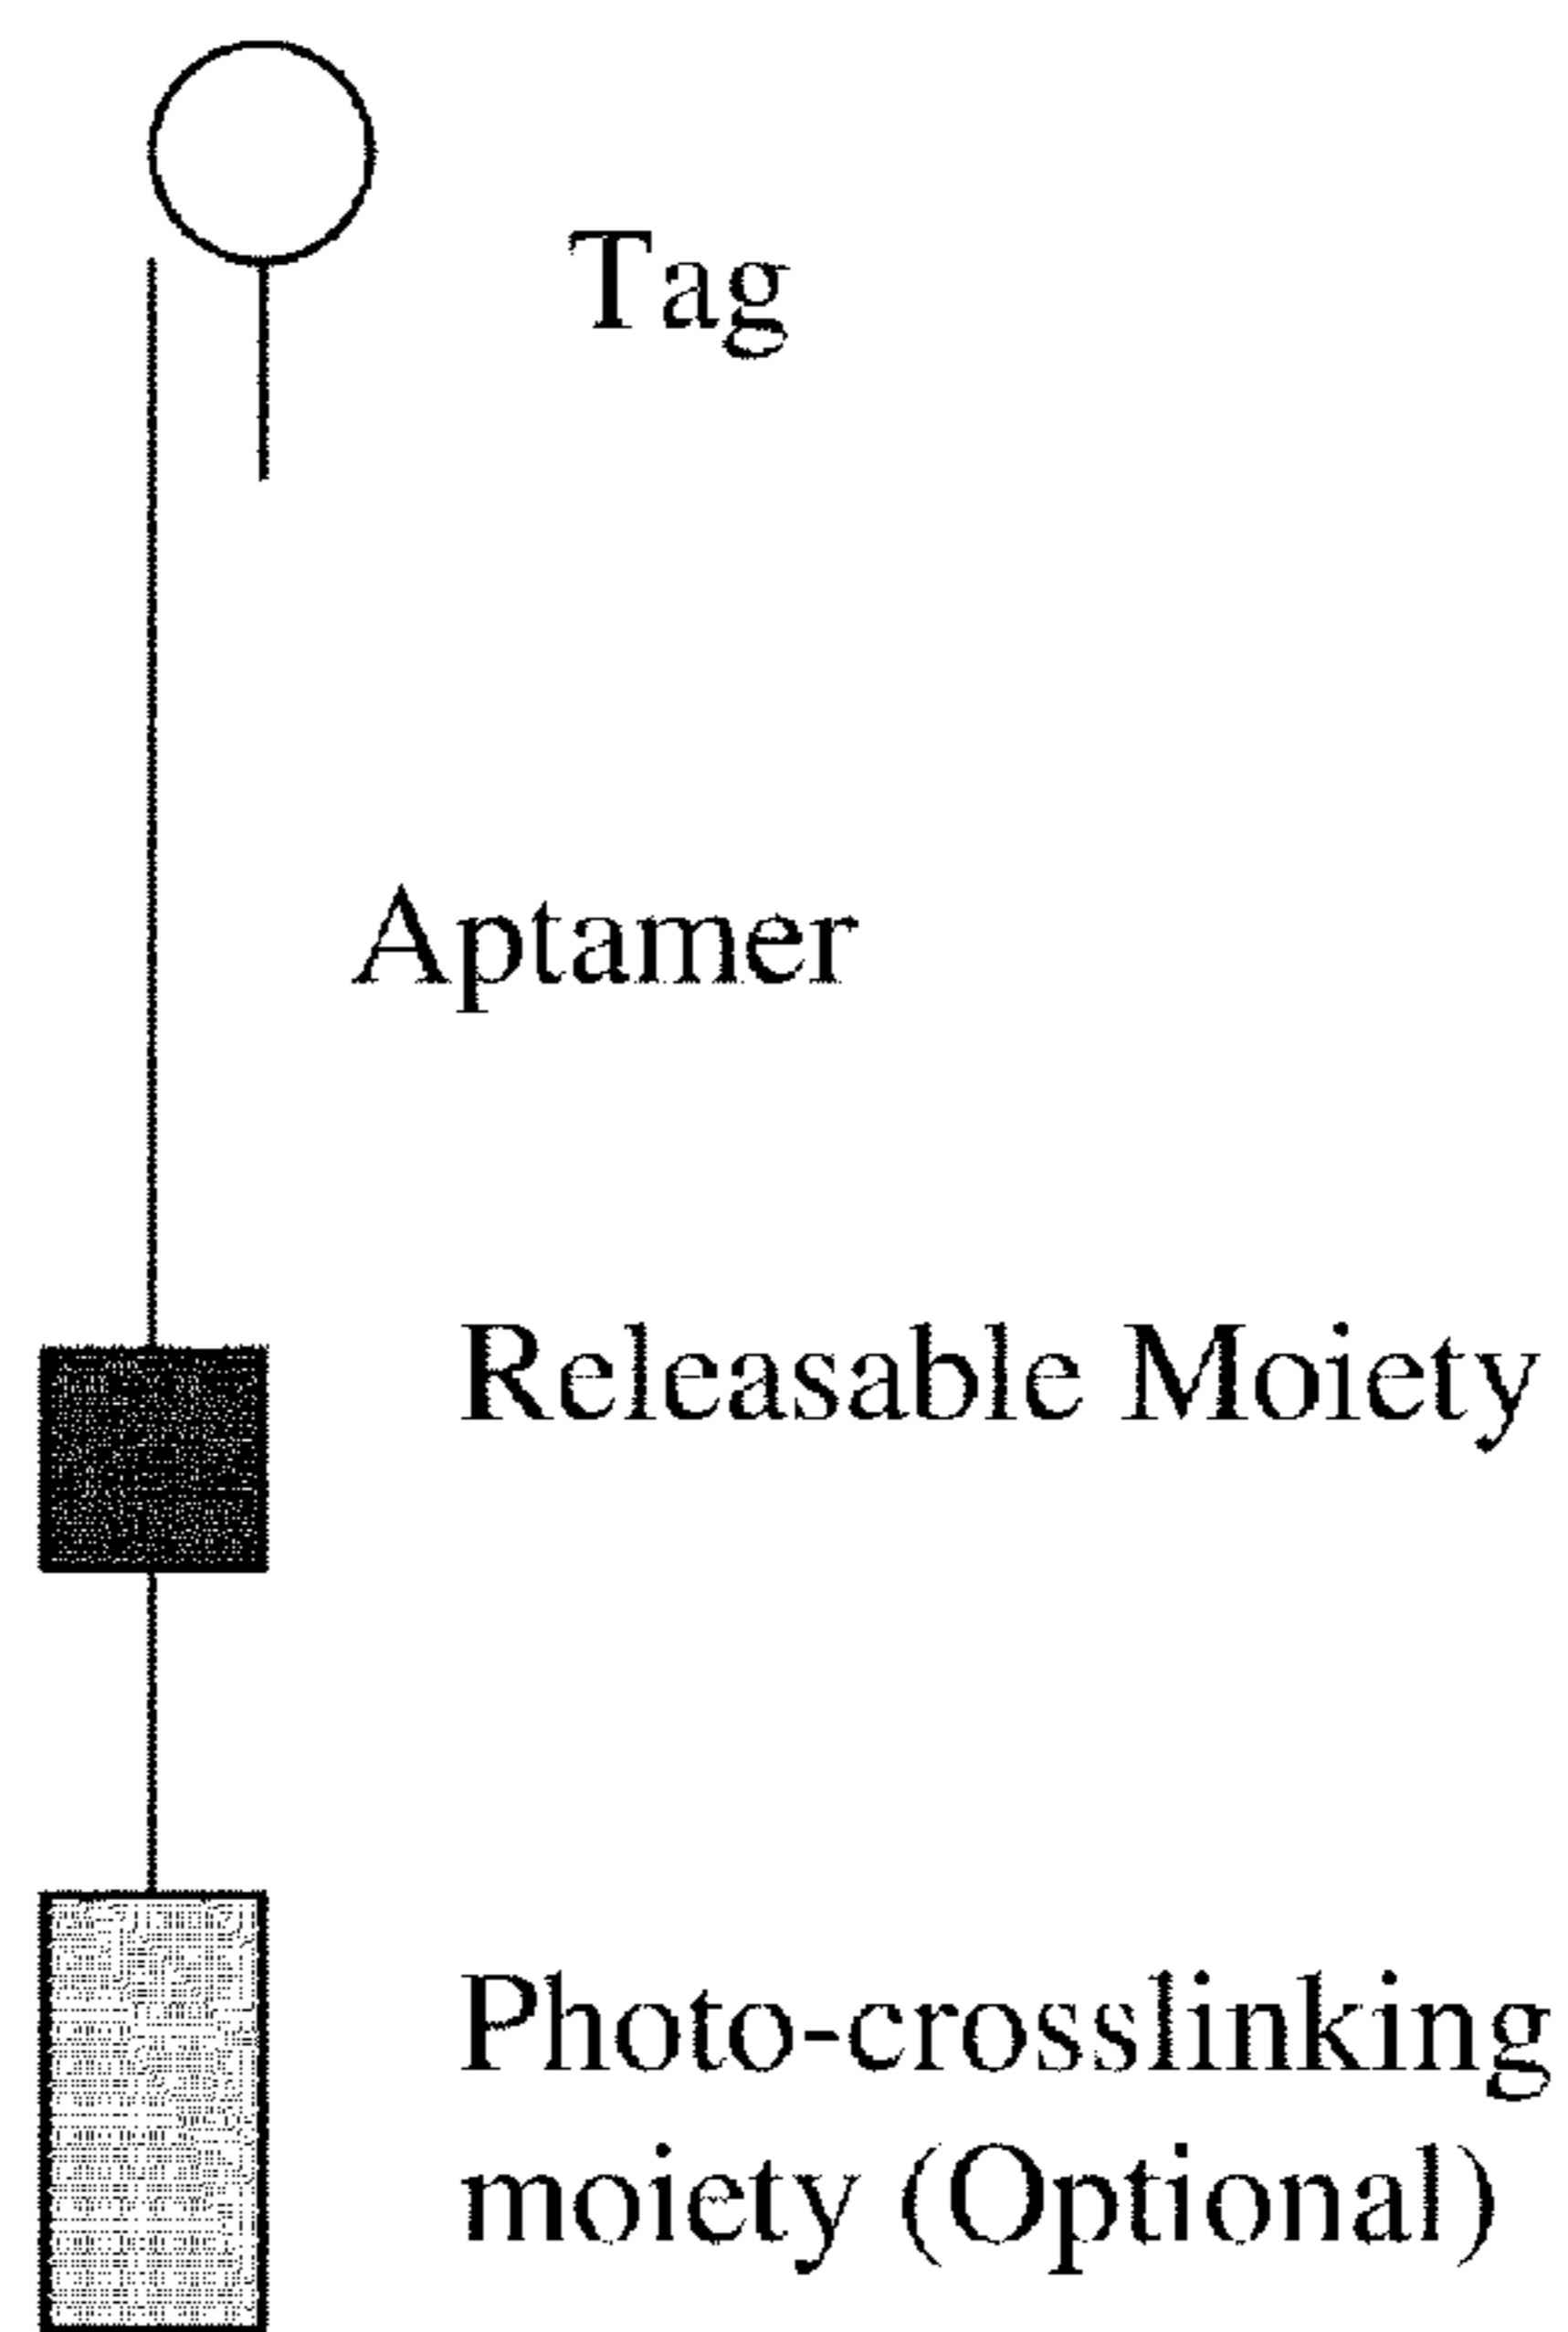 Tag
Aptamer
Releasable Moiety
Photo-crosslinking
moiety (Optional)